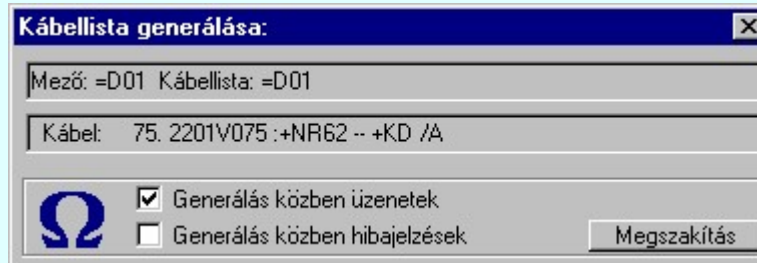 Kábellista generálása:
Mező: =D01 Kábellista: =D01
Kábel: 75. 2201V075 :+NR62 -- +KD /A
Ω
Generálás közben üzenetek
Generálás közben hibajelzések
Megszakítás